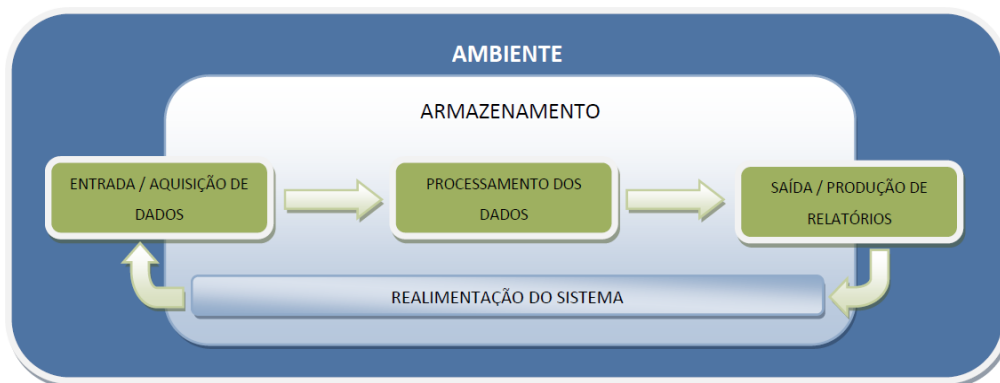 AMBIENTE
ARMAZENAMENTO
ENTRADA / AQUISIÇÃO DE
DADOS
PROCESSAMENTO DOS
DADOS
SAÍDA / PRODUÇÃO DE
RELATÓRIOS
REALIMENTAÇÃO DO SISTEMA